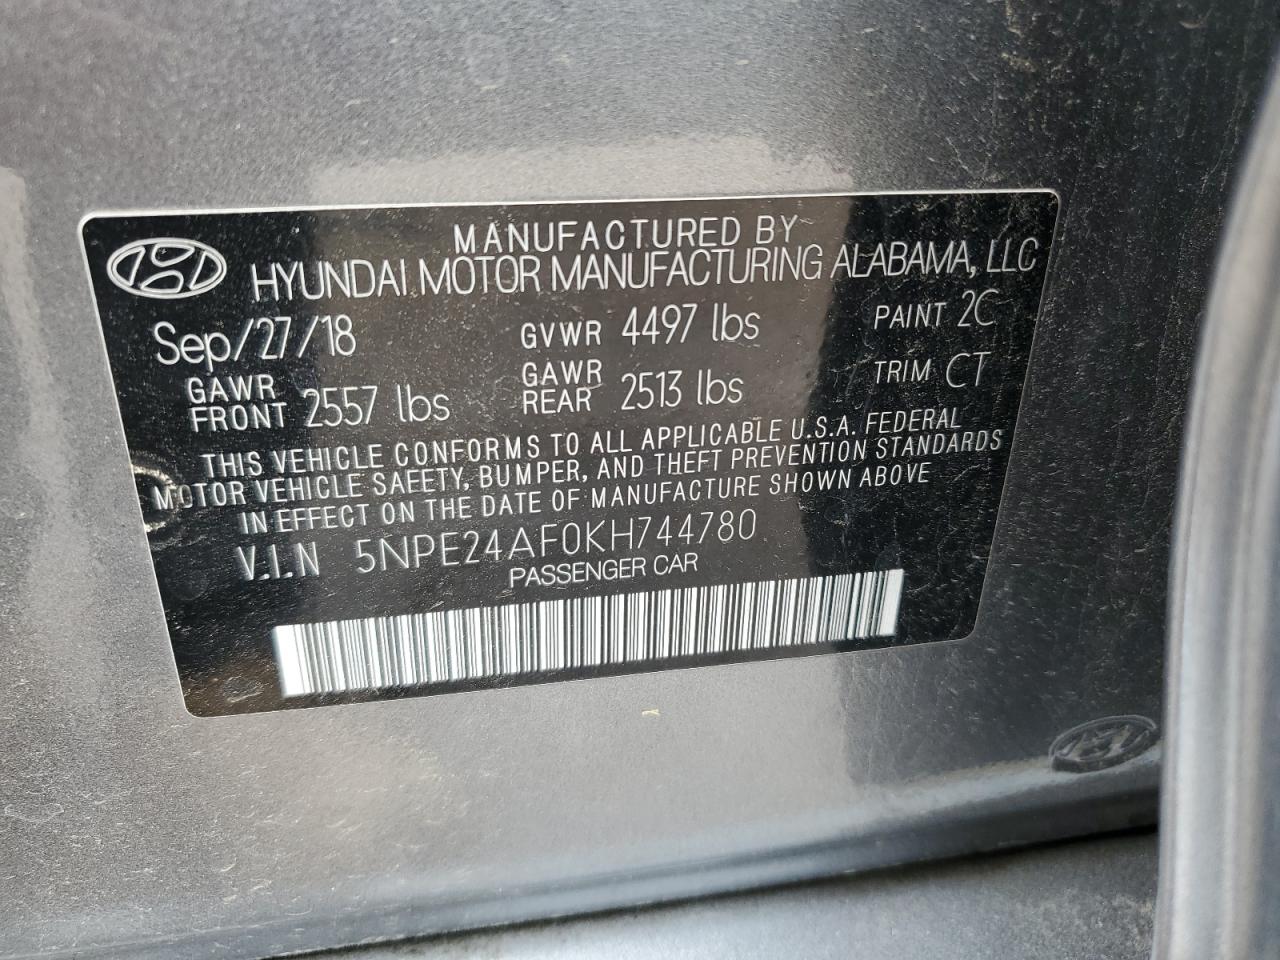 MANUFACTURED BY
HYUNDAI MOTOR MANUFACTURING ALABAMA, LLC
Sep/27/18 GVWR 4497 lbs PAINT 2C
GAWR FRONT 2557 lbs GAWR REAR 2513 lbs TRIM CT
THIS VEHICLE CONFORMS TO ALL APPLICABLE U.S.A. FEDERAL
MOTOR VEHICLE SAFETY, BUMPER, AND THEFT PREVENTION STANDARDS
IN EFFECT ON THE DATE OF MANUFACTURE SHOWN ABOVE
V.I.N 5NPE24AF0KH744780
PASSENGER CAR